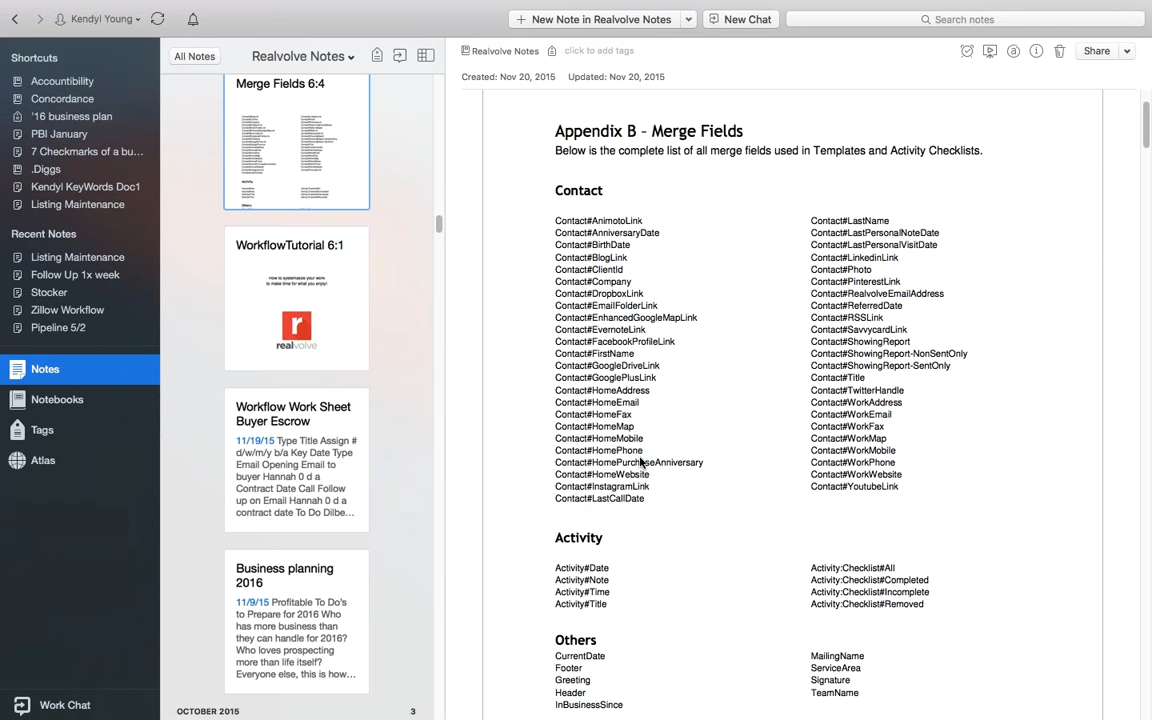 Kendyl Young
New Note in Realvolve Notes
New Chat
Search notes
Shortcuts
Accountibility
Concordance
'16 business plan
PBI January
7 Checkmarks of a bu...
.Diggs
Kendyl KeyWords Doc1
Listing Maintenance
Recent Notes
Listing Maintenance
Follow Up 1x week
Stocker
Zillow Workflow
Pipeline 5/2
Notes
Notebooks
Tags
Atlas
Work Chat
All Notes
Realvolve Notes
Merge Fields 6:4
WorkflowTutorial 6:1
How to systematize your work
to make time for what you enjoy!
r
realvolve
Workflow Work Sheet
Buyer Escrow
11/19/15 Type Title Assign #
d/w/m/y b/a Key Date Type
Email Opening Email to
buyer Hannah 0 d a
Contract Date Call Follow
up on Email Hannah 0 d a
contract date To Do Dilbe...
Business planning
2016
11/9/15 Profitable To Do's
to Prepare for 2016 Who
has more business than
they can handle for 2016?
Who loves prospecting
more than life itself?
Everyone else, this is how...
OCTOBER 2015 3
Realvolve Notes click to add tags
Share
Created: Nov 20, 2015 Updated: Nov 20, 2015
Appendix B – Merge Fields
Below is the complete list of all merge fields used in Templates and Activity Checklists.
Contact
Contact#AnimotoLink Contact#LastName
Contact#AnniversaryDate Contact#LastPersonalNoteDate
Contact#BirthDate Contact#LastPersonalVisitDate
Contact#BlogLink Contact#LinkedinLink
Contact#ClientId Contact#Photo
Contact#Company Contact#PinterestLink
Contact#DropboxLink Contact#RealvolveEmailAddress
Contact#EmailFolderLink Contact#ReferredDate
Contact#EnhancedGoogleMapLink Contact#RSSLink
Contact#EvernoteLink Contact#SavvycardLink
Contact#FacebookProfileLink Contact#ShowingReport
Contact#FirstName Contact#ShowingReport-NonSentOnly
Contact#GoogleDriveLink Contact#ShowingReport-SentOnly
Contact#GooglePlusLink Contact#Title
Contact#HomeAddress Contact#TwitterHandle
Contact#HomeEmail Contact#WorkAddress
Contact#HomeFax Contact#WorkEmail
Contact#HomeMap Contact#WorkFax
Contact#HomeMobile Contact#WorkMap
Contact#HomePhone Contact#WorkMobile
Contact#HomePurchaseAnniversary Contact#WorkPhone
Contact#HomeWebsite Contact#WorkWebsite
Contact#InstagramLink Contact#YoutubeLink
Contact#LastCallDate
Activity
Activity#Date Activity:Checklist#All
Activity#Note Activity:Checklist#Completed
Activity#Time Activity:Checklist#Incomplete
Activity#Title Activity:Checklist#Removed
Others
CurrentDate MailingName
Footer ServiceArea
Greeting Signature
Header TeamName
InBusinessSince